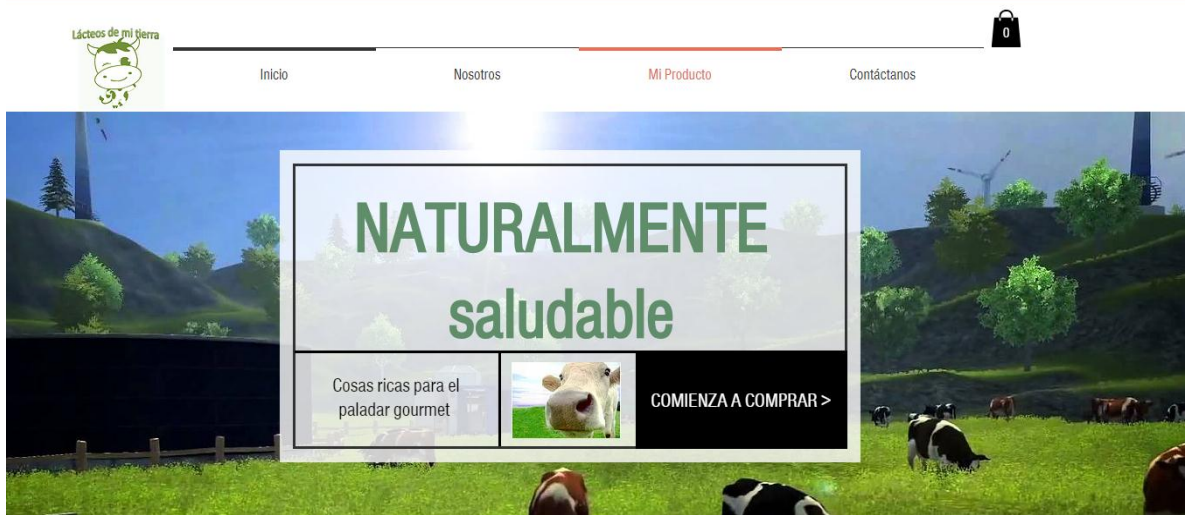 Lácteos de mi tierra
0
Inicio
Nosotros
Mi Producto
Contáctanos
NATURALMENTE
saludable
Cosas ricas para el
paladar gourmet
COMIENZA A COMPRAR >